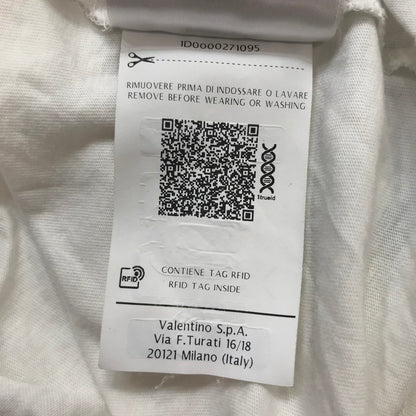 1D0000271095
RIMUOVERE PRIMA DI INDOSSARE O LAVARE
REMOVE BEFORE WEARING OR WASHING
1trueid
RFID
CONTIENE TAG RFID
RFID TAG INSIDE
Valentino S.p.A.
Via F.Turati 16/18
20121 Milano (Italy)